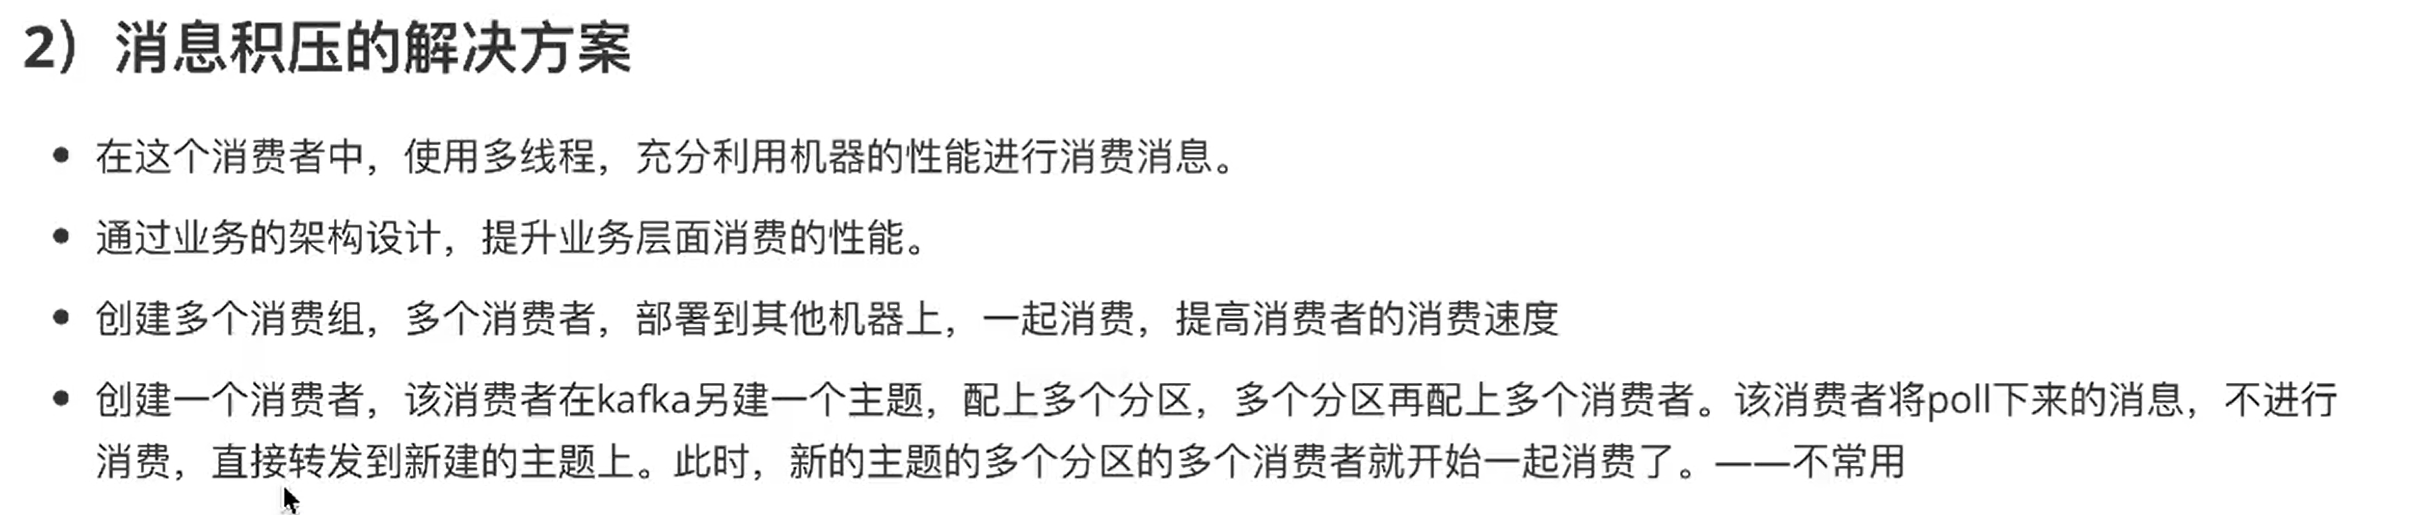 2）消息积压的解决方案
在这个消费者中，使用多线程，充分利用机器的性能进行消费消息。
通过业务的架构设计，提升业务层面消费的性能。
创建多个消费组，多个消费者，部署到其他机器上，一起消费，提高消费者的消费速度
创建一个消费者，该消费者在kafka另建一个主题，配上多个分区，多个分区再配上多个消费者。该消费者将poll下来的消息，不进行
消费，直接转发到新建的主题上。此时，新的主题的多个分区的多个消费者就开始一起消费了。——不常用